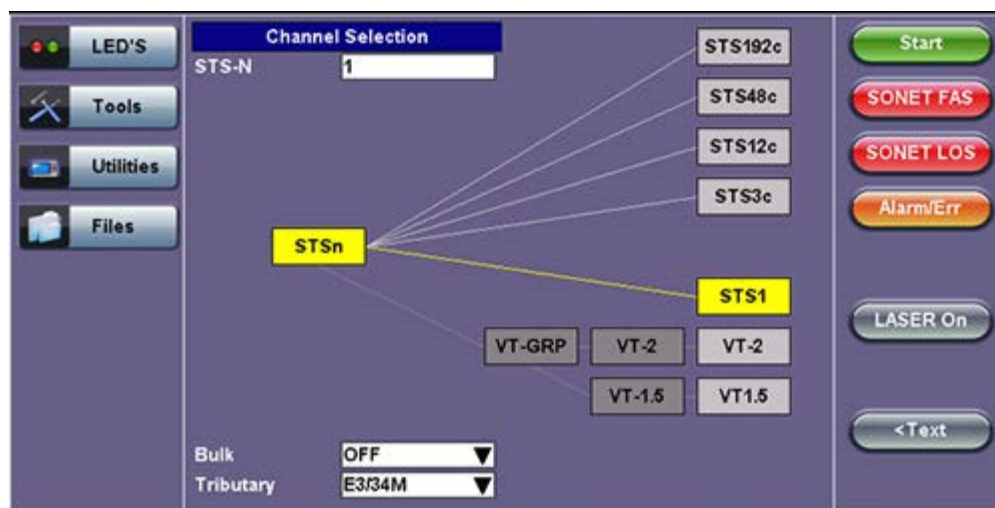 LED'S
Tools
Utilities
Files
Channel Selection
STS-N 1
STS192c
STS48c
STS12c
STS3c
STSn
STS1
VT-GRP VT-2 VT-2
VT-1.5 VT1.5
Bulk OFF
Tributary E3/34M
Start
SONET FAS
SONET LOS
Alarm/Err
LASER On
<Text